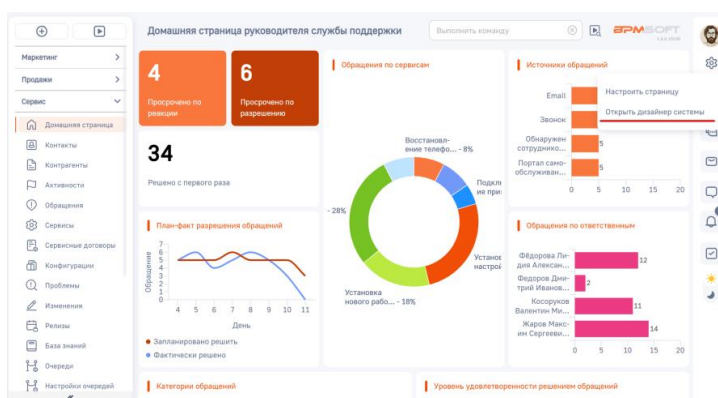 Домашняя страница руководителя службы поддержки
Выполнить команду
BPMSOFT
Маркетинг
Продажи
Сервис
Домашняя страница
Контакты
Контрагенты
Активности
Обращения
Сервисы
Сервисные договоры
Конфигурации
Проблемы
Изменения
Релизы
База знаний
Очереди
Настройки очередей
4
Просрочено по
реакции
6
Просрочено по
разрешению
34
Решено с первого раза
План-факт разрешения обращений
Обращение
7
6
5
4
3
2
1
0
4 5 6 7 8 9 10 11
День
Запланировано решить
Фактически решено
Обращения по сервисам
Восстановл-
ение телефо... - 8%
Подкл
ие при
- 28%
Установ
настрой
Установка
нового рабо... - 18%
Источники обращений
Настроить страницу
Открыть дизайнер системы
Email
Звонок
Обнаружен
сотруднико...
5
Портал само-
обслуживан...
5
0 5 10 15 20
Обращения по ответственным
Фёдорова Ли-
дия Алексан...
12
Федоров Дми-
трий Иванов...
2
Косоруков
Валентин Ми...
11
Жаров Макс-
им Сергееви...
14
0 5 10 15 20
Категории обращений
Уровень удовлетворенности решением обращений